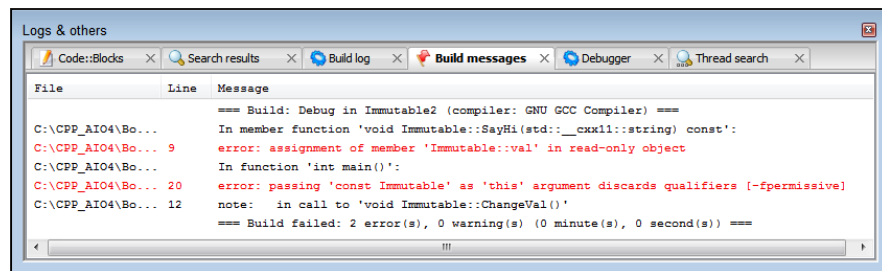 Logs & others
Code::Blocks Search results Build log Build messages Debugger Thread search
File Line Message
=== Build: Debug in Immutable2 (compiler: GNU GCC Compiler) ===
C:\CPP_AIO4\Bo... In member function 'void Immutable::SayHi(std::__cxx11::string) const':
C:\CPP_AIO4\Bo... 9 error: assignment of member 'Immutable::val' in read-only object
C:\CPP_AIO4\Bo... In function 'int main()':
C:\CPP_AIO4\Bo... 20 error: passing 'const Immutable' as 'this' argument discards qualifiers [-fpermissive]
C:\CPP_AIO4\Bo... 12 note: in call to 'void Immutable::ChangeVal()'
=== Build failed: 2 error(s), 0 warning(s) (0 minute(s), 0 second(s)) ===